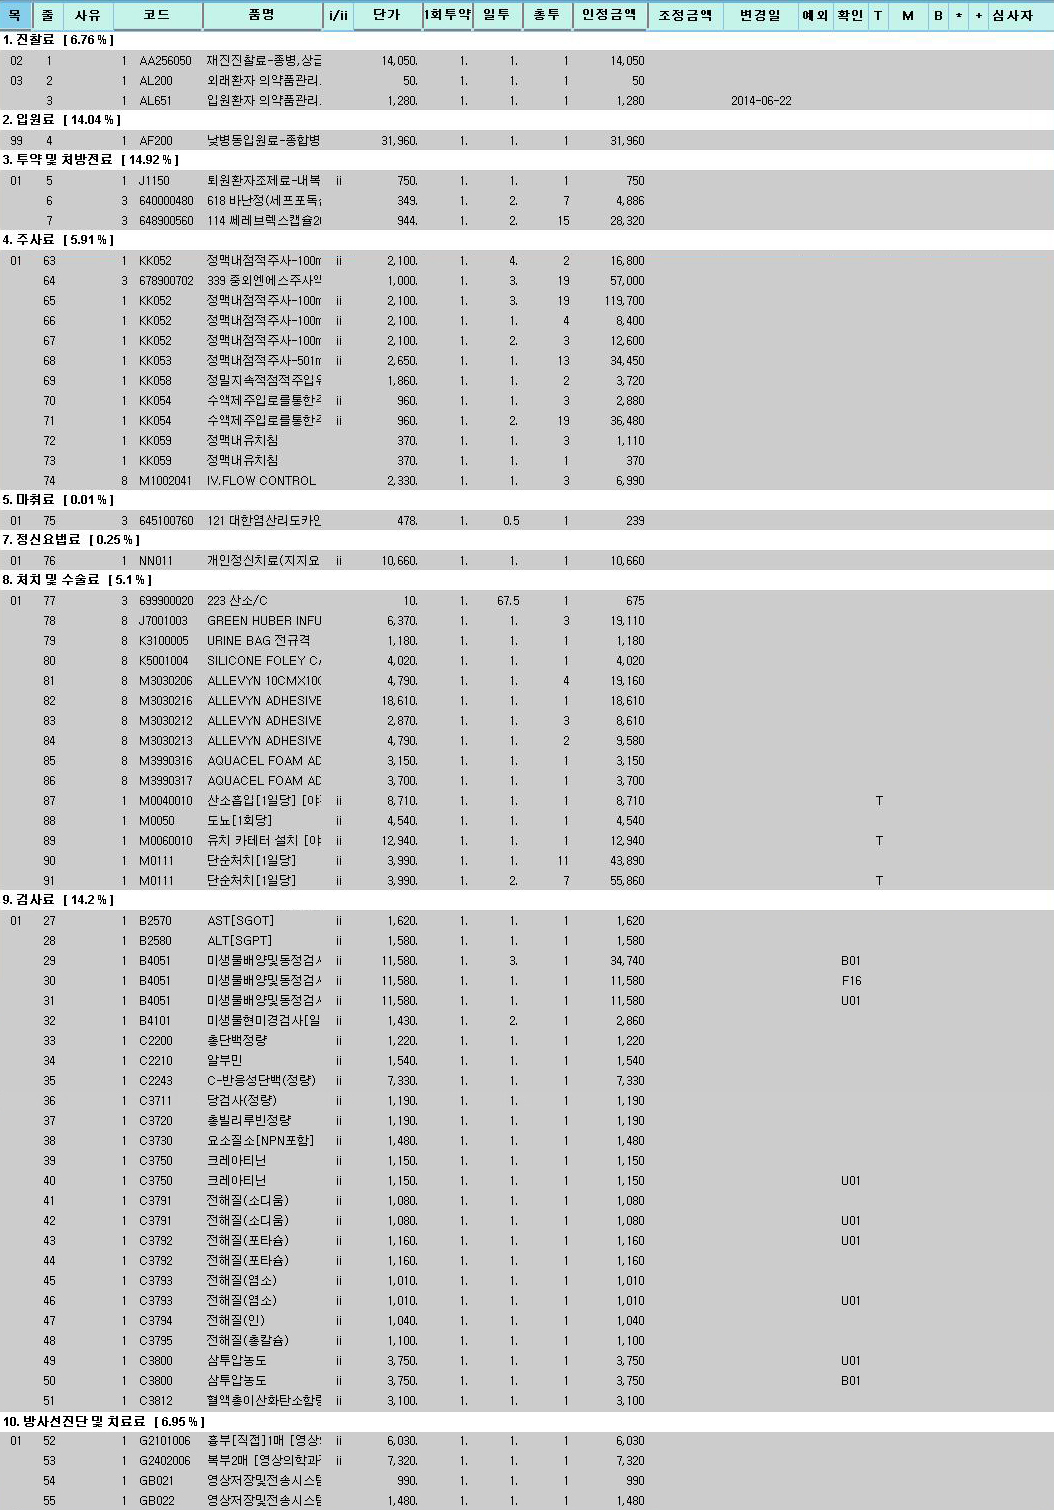 목 줄 사유 코드 품명 i/ii 단가 1회투약 일투 총투 인정금액 조정금액 변경일 예외 확인 T M B * + 심사자
1. 진찰료 [ 6.76 % ]
02 1 1 AA256050 재진진찰료-종병,상급 14,050. 1. 1. 1 14,050
03 2 1 AL200 외래환자 의약품관리. 50. 1. 1. 1 50
3 1 AL651 입원환자 의약품관리. 1,280. 1. 1. 1 1,280 2014-06-22
2. 입원료 [ 14.04 % ]
99 4 1 AF200 낮병동입원료-종합병 31,960. 1. 1. 1 31,960
3. 투약 및 처방전료 [ 14.92 % ]
01 5 1 J1150 퇴원환자조제료-내복 ii 750. 1. 1. 1 750
6 3 640000480 618 바난정(세포포독 349. 1. 2. 7 4,886
7 3 648900560 114 쎄레브렉스캡슐20 944. 1. 2. 15 28,320
4. 주사료 [ 5.91 % ]
01 63 1 KK052 정맥내점적주사-100m ii 2,100. 1. 4. 2 16,800
64 3 678900702 339 중외엔에스주사액 1,000. 1. 3. 19 57,000
65 1 KK052 정맥내점적주사-100m ii 2,100. 1. 3. 19 119,700
66 1 KK052 정맥내점적주사-100m ii 2,100. 1. 1. 4 8,400
67 1 KK052 정맥내점적주사-100m ii 2,100. 1. 2. 3 12,600
68 1 KK053 정맥내점적주사-501m ii 2,650. 1. 1. 13 34,450
69 1 KK058 정밀지속적점적주입우 1,860. 1. 1. 2 3,720
70 1 KK054 수액제주입로를통한주 ii 960. 1. 1. 3 2,880
71 1 KK054 수액제주입로를통한주 ii 960. 1. 2. 19 36,480
72 1 KK059 정맥내유치침 370. 1. 1. 3 1,110
73 1 KK059 정맥내유치침 370. 1. 1. 1 370
74 8 M1002041 IV.FLOW CONTROL 2,330. 1. 1. 3 6,990
5. 마취료 [ 0.01 % ]
01 75 3 645100760 121 대한염산리도카인 478. 1. 0.5 1 239
7. 정신요법료 [ 0.25 % ]
01 76 1 NN011 개인정신치료(지지요 ii 10,660. 1. 1. 1 10,660
8. 처치 및 수술료 [ 5.1 % ]
01 77 3 699900020 223 산소/C 10. 1. 67.5 1 675
78 8 J7001003 GREEN HUBER INFU 6,370. 1. 1. 3 19,110
79 8 K3100005 URINE BAG 전규격 1,180. 1. 1. 1 1,180
80 8 K5001004 SILICONE FOLEY CA 4,020. 1. 1. 1 4,020
81 8 M3030206 ALLEVYN 10CMX10C 4,790. 1. 1. 4 19,160
82 8 M3030216 ALLEVYN ADHESIVE 18,610. 1. 1. 1 18,610
83 8 M3030212 ALLEVYN ADHESIVE 2,870. 1. 1. 3 8,610
84 8 M3030213 ALLEVYN ADHESIVE 4,790. 1. 1. 2 9,580
85 8 M3990316 AQUACEL FOAM AD 3,150. 1. 1. 1 3,150
86 8 M3990317 AQUACEL FOAM AD 3,700. 1. 1. 1 3,700
87 1 M0040010 산소흡입[1일당] [야 ii 8,710. 1. 1. 1 8,710 T
88 1 M0050 도뇨[1회당] ii 4,540. 1. 1. 1 4,540
89 1 M0060010 유치 카테터 설치 [야 ii 12,940. 1. 1. 1 12,940 T
90 1 M0111 단순처치[1일당] ii 3,990. 1. 1. 11 43,890
91 1 M0111 단순처치[1일당] ii 3,990. 1. 2. 7 55,860 T
9. 검사료 [ 14.2 % ]
01 27 1 B2570 AST[SGOT] ii 1,620. 1. 1. 1 1,620
28 1 B2580 ALT[SGPT] ii 1,580. 1. 1. 1 1,580
29 1 B4051 미생물배양및동정검사 ii 11,580. 1. 3. 1 34,740 B01
30 1 B4051 미생물배양및동정검사 ii 11,580. 1. 1. 1 11,580 F16
31 1 B4051 미생물배양및동정검사 ii 11,580. 1. 1. 1 11,580 U01
32 1 B4101 미생물현미경검사[일 ii 1,430. 1. 2. 1 2,860
33 1 C2200 총단백정량 ii 1,220. 1. 1. 1 1,220
34 1 C2210 알부민 ii 1,540. 1. 1. 1 1,540
35 1 C2243 C-반응성단백(정량) ii 7,330. 1. 1. 1 7,330
36 1 C3711 당검사(정량) ii 1,190. 1. 1. 1 1,190
37 1 C3720 총빌리루빈정량 ii 1,190. 1. 1. 1 1,190
38 1 C3730 요소질소[NPN포함] ii 1,480. 1. 1. 1 1,480
39 1 C3750 크레아티닌 ii 1,150. 1. 1. 1 1,150
40 1 C3750 크레아티닌 ii 1,150. 1. 1. 1 1,150 U01
41 1 C3791 전해질(소디움) ii 1,080. 1. 1. 1 1,080
42 1 C3791 전해질(소디움) ii 1,080. 1. 1. 1 1,080 U01
43 1 C3792 전해질(포타슘) ii 1,160. 1. 1. 1 1,160 U01
44 1 C3792 전해질(포타슘) ii 1,160. 1. 1. 1 1,160
45 1 C3793 전해질(염소) ii 1,010. 1. 1. 1 1,010
46 1 C3793 전해질(염소) ii 1,010. 1. 1. 1 1,010 U01
47 1 C3794 전해질(인) ii 1,040. 1. 1. 1 1,040
48 1 C3795 전해질(총칼슘) ii 1,100. 1. 1. 1 1,100
49 1 C3800 삼투압농도 ii 3,750. 1. 1. 1 3,750 U01
50 1 C3800 삼투압농도 ii 3,750. 1. 1. 1 3,750 B01
51 1 C3812 혈액총이산화탄소함량 ii 3,100. 1. 1. 1 3,100
10. 방사선진단 및 치료료 [ 6.95 % ]
01 52 1 G2101006 흉부[직접]1매 [영상 ii 6,030. 1. 1. 1 6,030
53 1 G2402006 복부2매 [영상의학과 ii 7,320. 1. 1. 1 7,320
54 1 GB021 영상저장및전송시스템 990. 1. 1. 1 990
55 1 GB022 영상저장및전송시스템 1,480. 1. 1. 1 1,480